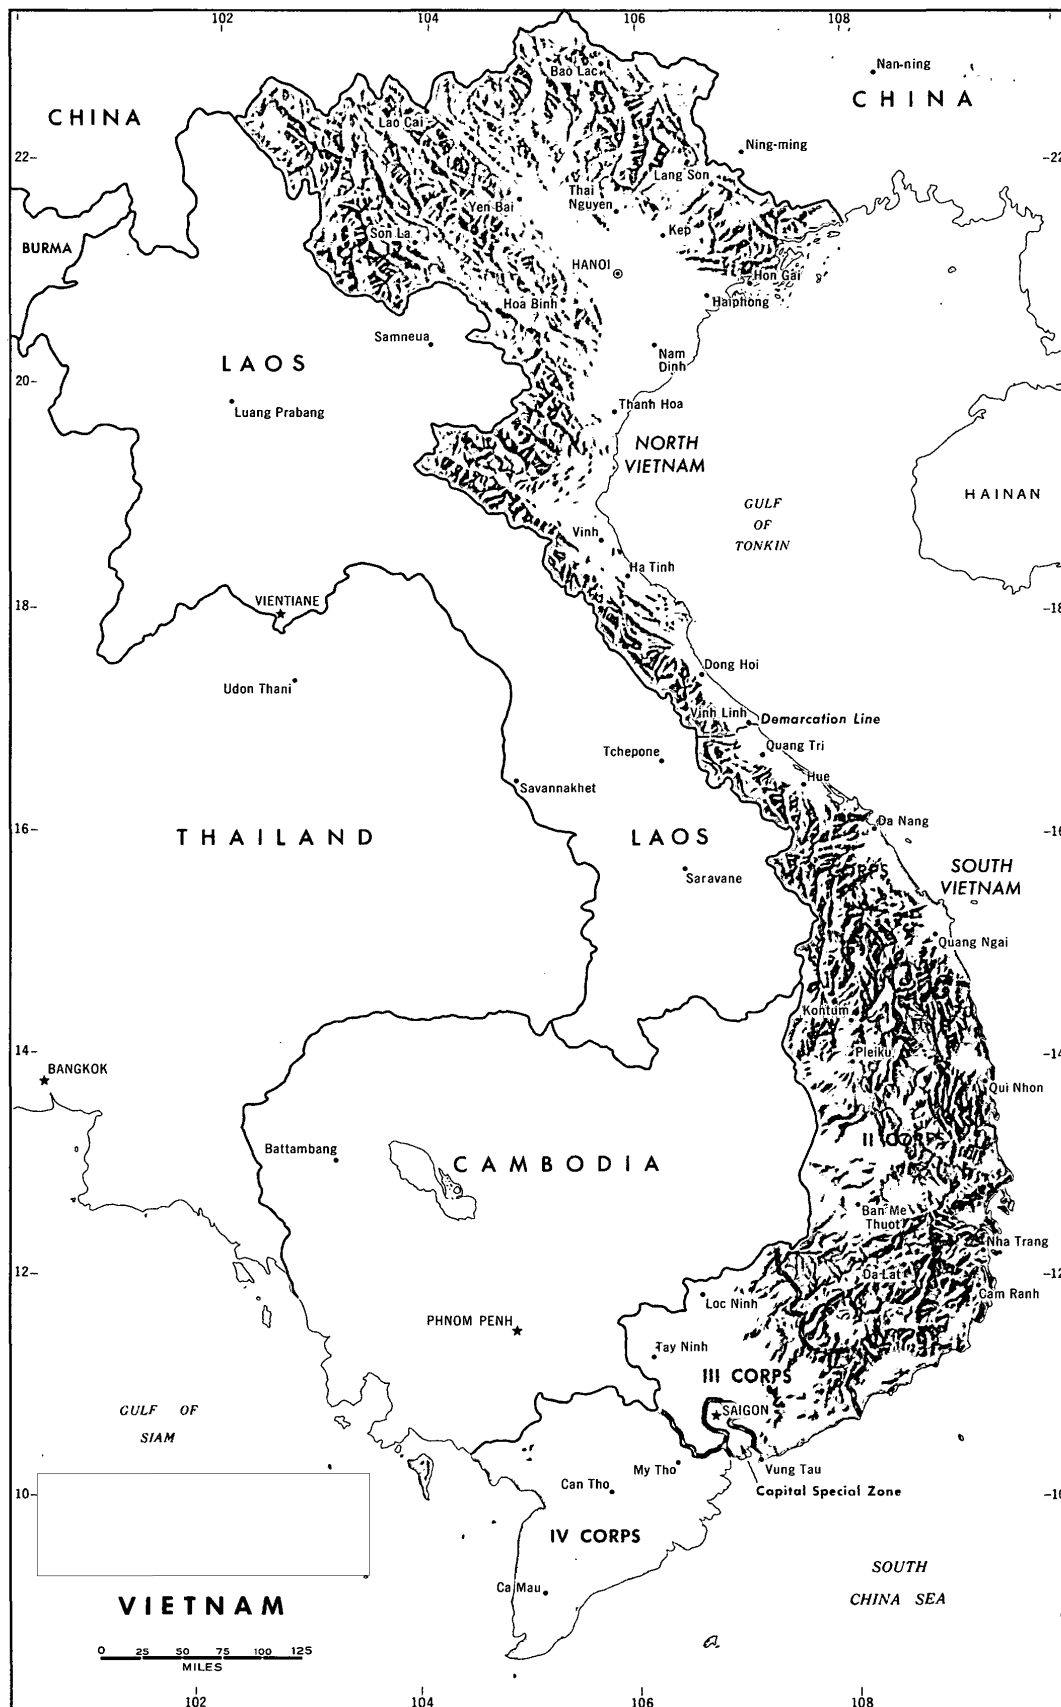 102
104
106
108
Nan-ning
Bao Lac
CHINA
CHINA
Lao Cai
Ning-ming
22-
-22
Lang Son
Thai
Nguyen
Yen Bai
Son La
Kep
BURMA
HANOI
Hon Gai
Hoa Binh
Haiphong
Samneua
Nam
Dinh
LAOS
20-
Thanh Hoa
Luang Prabang
NORTH
VIETNAM
HAINAN
GULF
OF
TONKIN
Vinh
Ha Tinh
VIENTIANE
18-
-18
Dong Hoi
Udon Thani
Vinh Linh
Demarcation Line
Quang Tri
Tchepone
Hue
Savannakhet
Da Nang
16-
THAILAND
LAOS
SOUTH
VIETNAM
CORPS
Saravane
Quang Ngai
Kontum
14-
Pleiku
BANGKOK
Qui Nhon
II CORPS
Battambang
CAMBODIA
Ban Me
Thuot
Nha Trang
12-
-12
Da Lat
Cam Ranh
Loc Ninh
PHNOM PENH
Tay Ninh
III CORPS
SAIGON
GULF OF
SIAM
My Tho
Vung Tau
Can Tho
Capital Special Zone
10-
IV CORPS
SOUTH
CHINA SEA
Ca Mau
VIETNAM
0 25 50 75 100 125
MILES
102
104
106
108